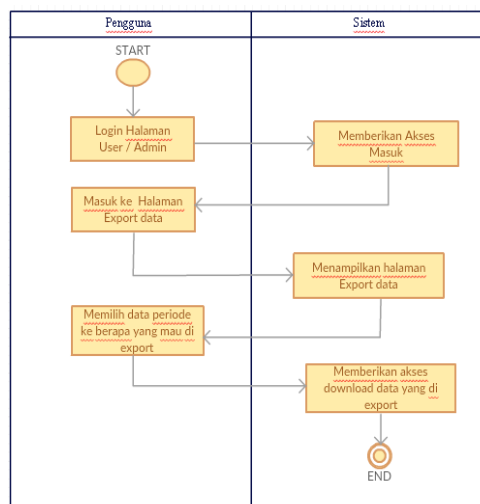 Pengguna
Sistem
START
Login Halaman
User / Admin
Memberikan Akses
Masuk
Masuk ke Halaman
Export data
Menampilkan halaman
Export data
Memilih data periode
ke berapa yang mau di
export
Memberikan akses
download data yang di
export
END